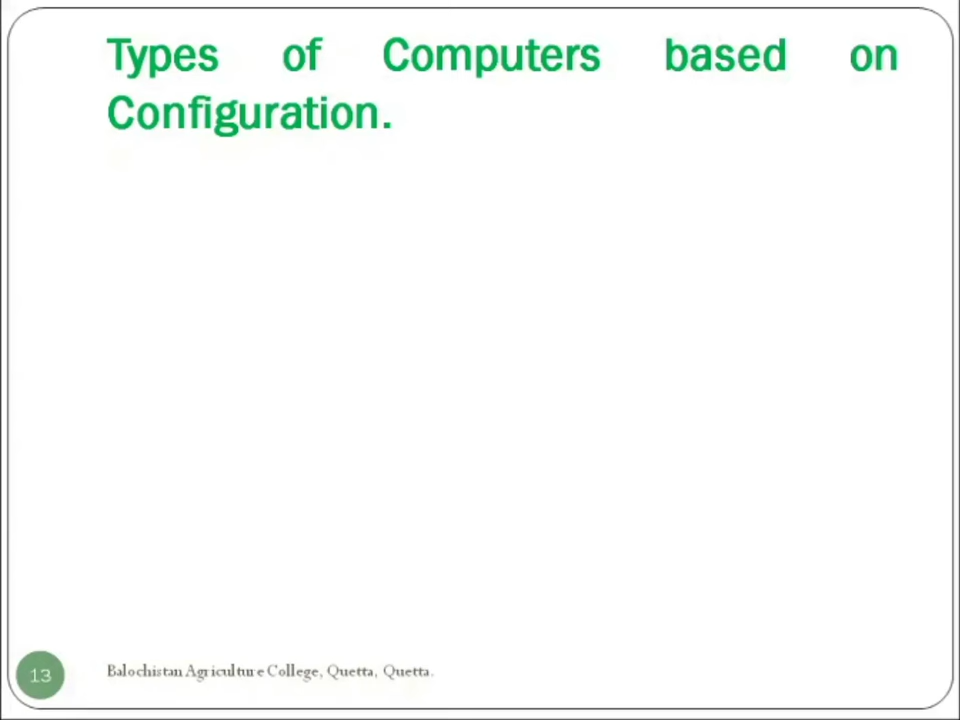 Types of Computers based on
Configuration.
13
Balochistan Agriculture College, Quetta, Quetta.